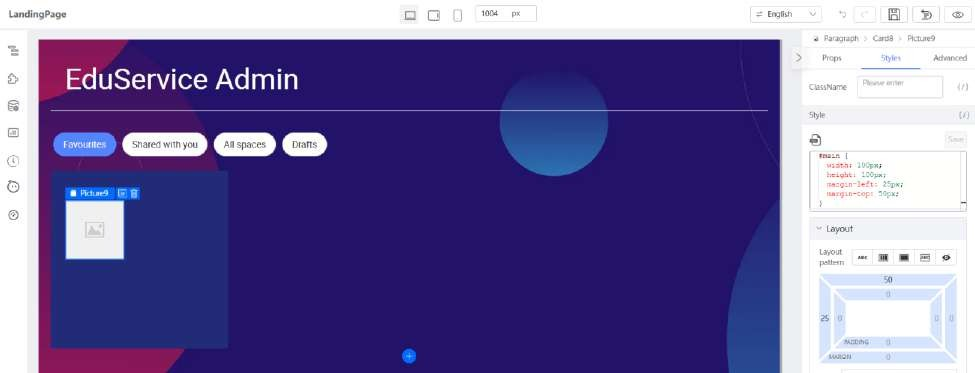 LandingPage
1004 px
English
Paragraph > Card8 > Picture9
Props Styles Advanced
ClassName Please enter {/}
Style {/}
Save
#main {
width: 100px;
height: 100px;
margin-left: 25px;
margin-top: 50px;
}
Layout
Layout
pattern
50
0
25 0 0 0
PADDING 0
MARGIN 0
EduService Admin
Favourites Shared with you All spaces Drafts
Picture9